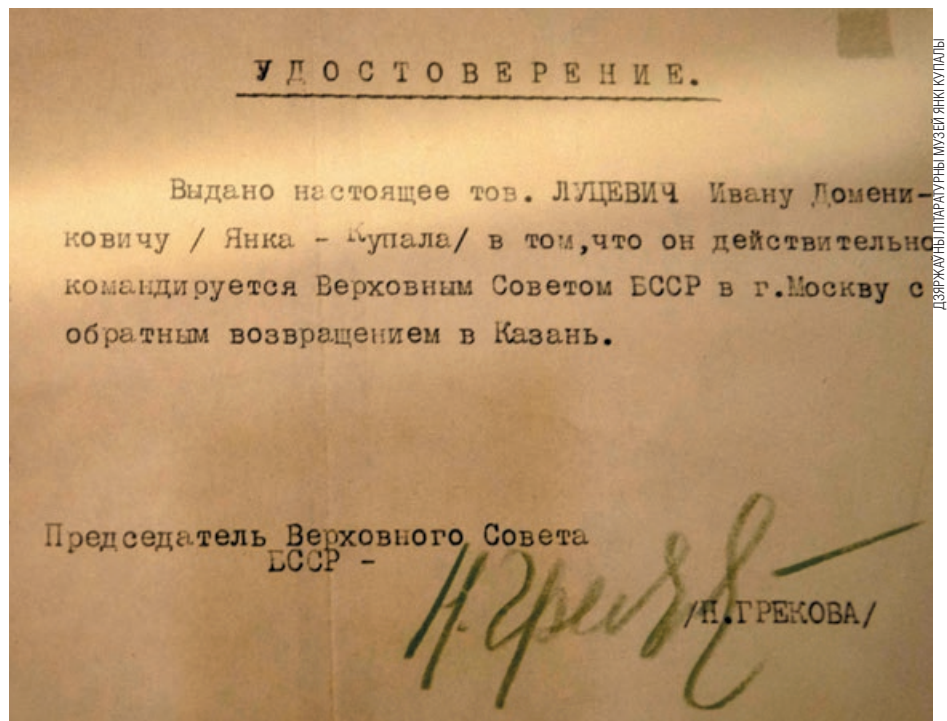 УДОСТОВЕРЕНИЕ.
Выдано настоящее тов. ЛУЦЕВИЧ Ивану Домени-
ковичу / Янка - Купала/ в том,что он действительно
командируется Верховным Советом БССР в г.Москву с
обратным возвращением в Казань.
Председатель Верховного Совета
БССР -
Н. Грекова
/Н.ГРЕКОВА/
ДЗЯРЖАЎНЫ ЛІТАРАТУРНЫ МУЗЕЙ ЯНКІ КУПАЛЫ